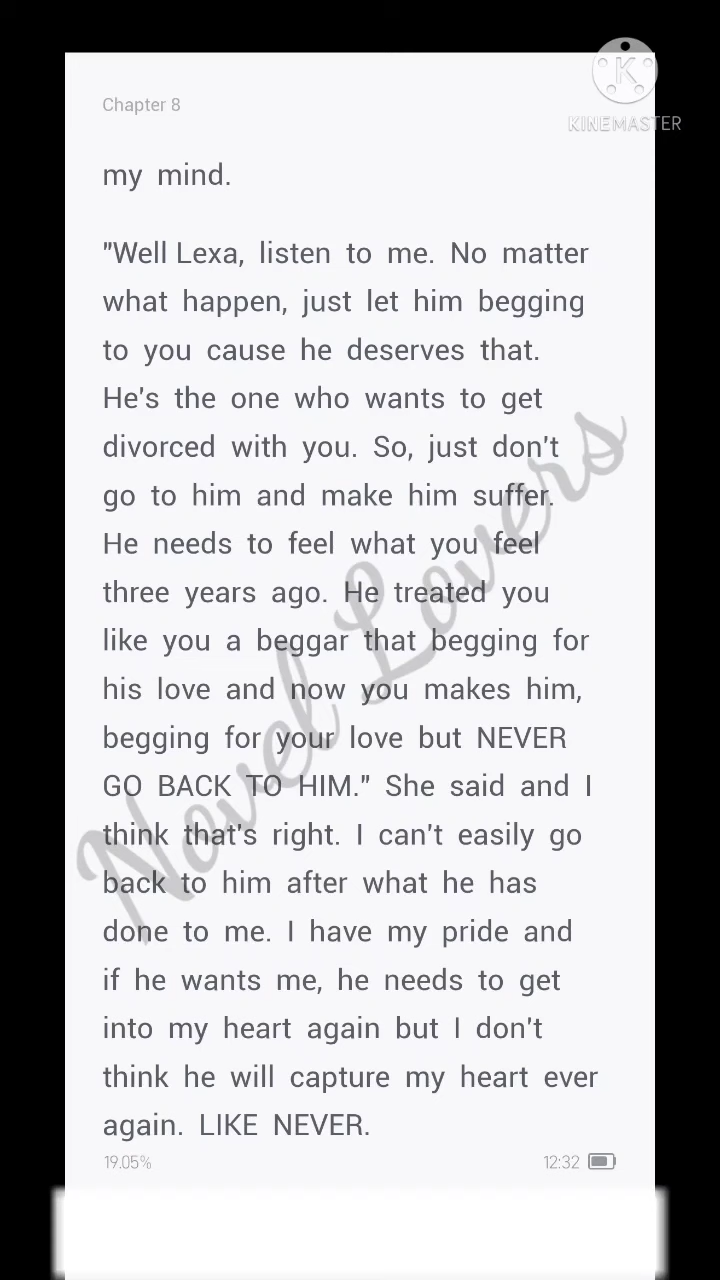 K
KINEMASTER
Chapter 8
my mind.
"Well Lexa, listen to me. No matter
what happen, just let him begging
to you cause he deserves that.
He's the one who wants to get
divorced with you. So, just don't
go to him and make him suffer.
He needs to feel what you feel
three years ago. He treated you
like you a beggar that begging for
his love and now you makes him,
begging for your love but NEVER
GO BACK TO HIM." She said and I
think that's right. I can't easily go
back to him after what he has
done to me. I have my pride and
if he wants me, he needs to get
into my heart again but I don't
think he will capture my heart ever
again. LIKE NEVER.
19.05% 12:32
Novel Lovers